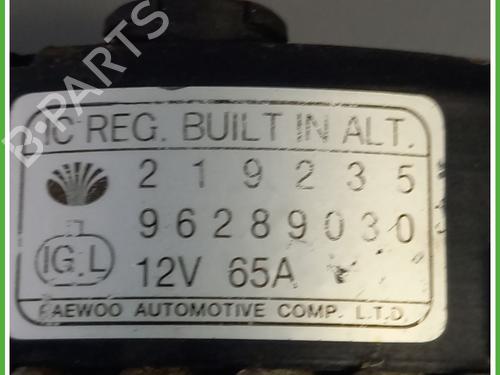 IC REG. BUILT IN ALT.
2 1 9 2 3 5
9 6 2 8 9 0 3 0
IG. L
12V 65A
DAEWOO AUTOMOTIVE COMP. L.T.D.
B-PARTS